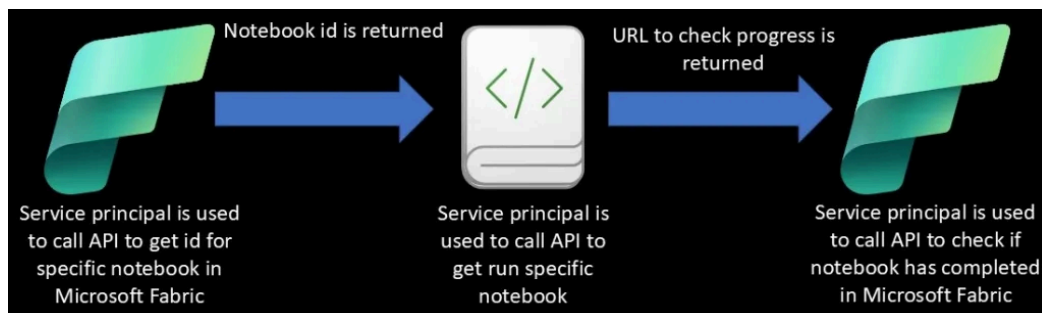 Notebook id is returned
URL to check progress is
returned
</>
Service principal is used
to call API to get id for
specific notebook in
Microsoft Fabric
Service principal is
used to call API to
get run specific
notebook
Service principal is used
to call API to check if
notebook has completed
in Microsoft Fabric